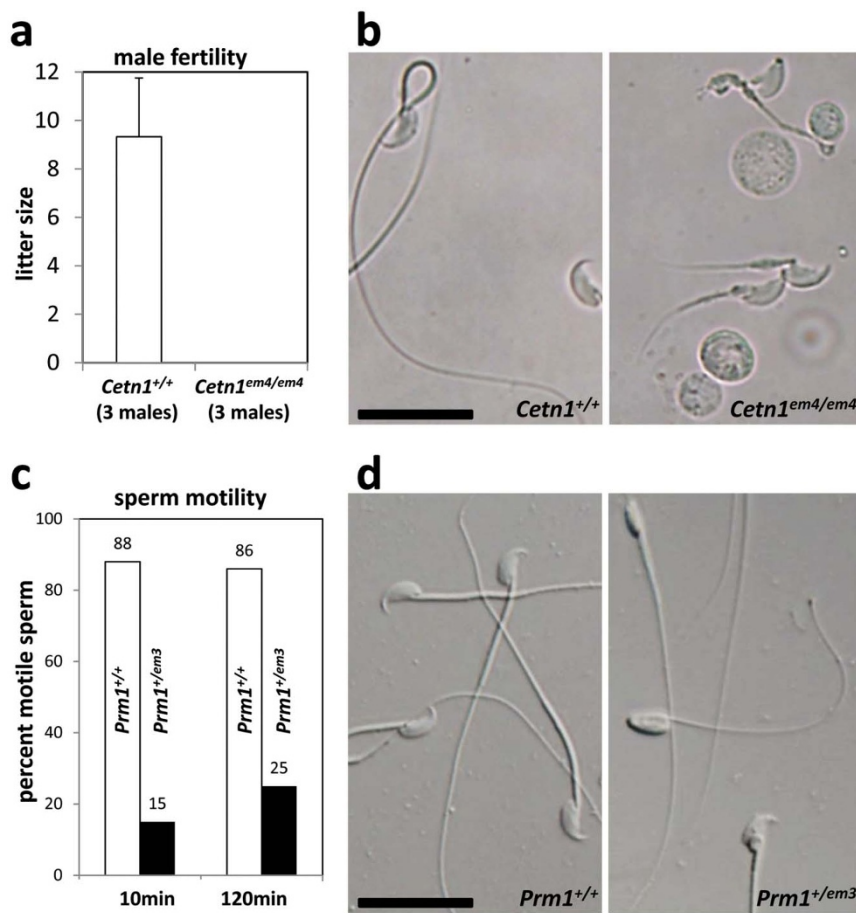 a
male fertility
12
10
8
6
4
2
0
litter size
Cetn1+/+
(3 males)
Cetn1em4/em4
(3 males)
b
Cetn1+/+
Cetn1em4/em4
c
sperm motility
100
80
60
40
20
0
percent motile sperm
88
Prm1+/+
15
Prm1+/em3
86
Prm1+/+
25
Prm1+/em3
10min
120min
d
Prm1+/+
Prm1+/em3